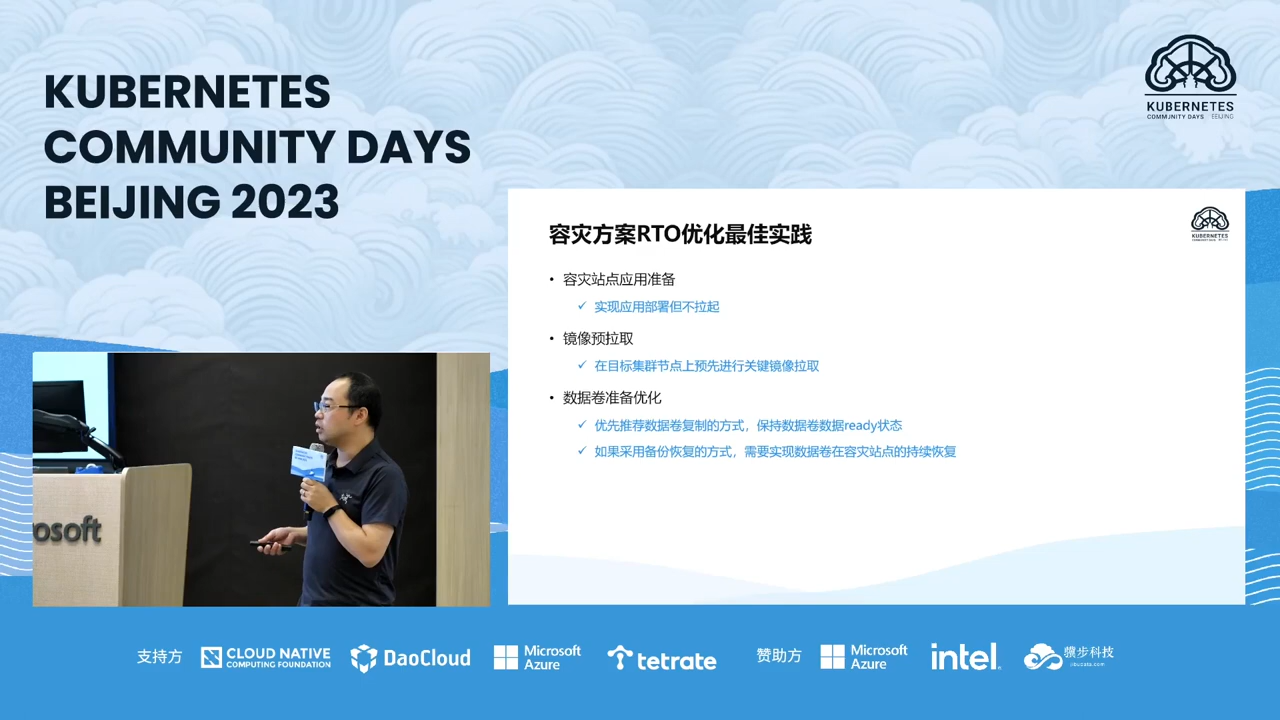 KUBERNETES
COMMUNITY DAYS
BEIJING 2023
KUBERNETES
COMMUNITY DAYS BEIJING
容灾方案RTO优化最佳实践
KUBERNETES
• 容灾站点应用准备
✓ 实现应用部署但不拉起
• 镜像预拉取
✓ 在目标集群节点上预先进行关键镜像拉取
• 数据卷准备优化
✓ 优先推荐数据卷复制的方式，保持数据卷数据ready状态
✓ 如果采用备份恢复的方式，需要实现数据卷在容灾站点的持续恢复
osoft
支持方
CLOUD NATIVE
COMPUTING FOUNDATION
DaoCloud
Microsoft
Azure
tetrate
赞助方
Microsoft
Azure
intel.
骥步科技
jibudata.com